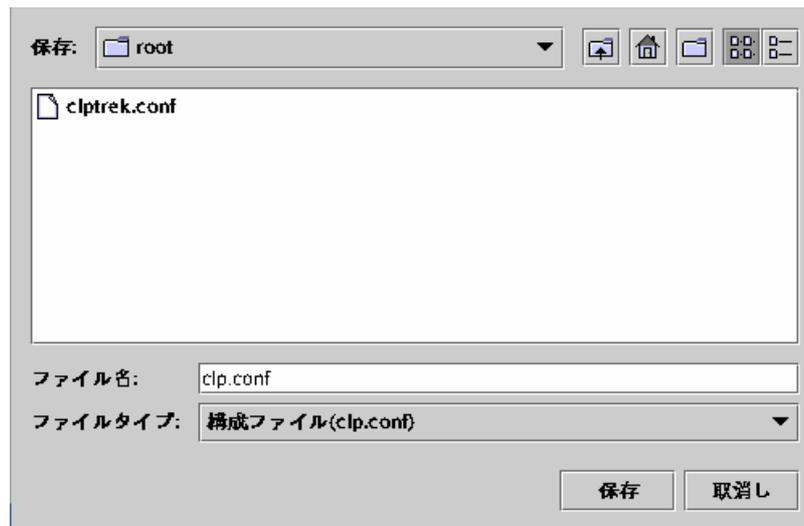 保存: root
clptrek.conf
ファイル名: clp.conf
ファイルタイプ: 構成ファイル(clp.conf)
保存 取消し